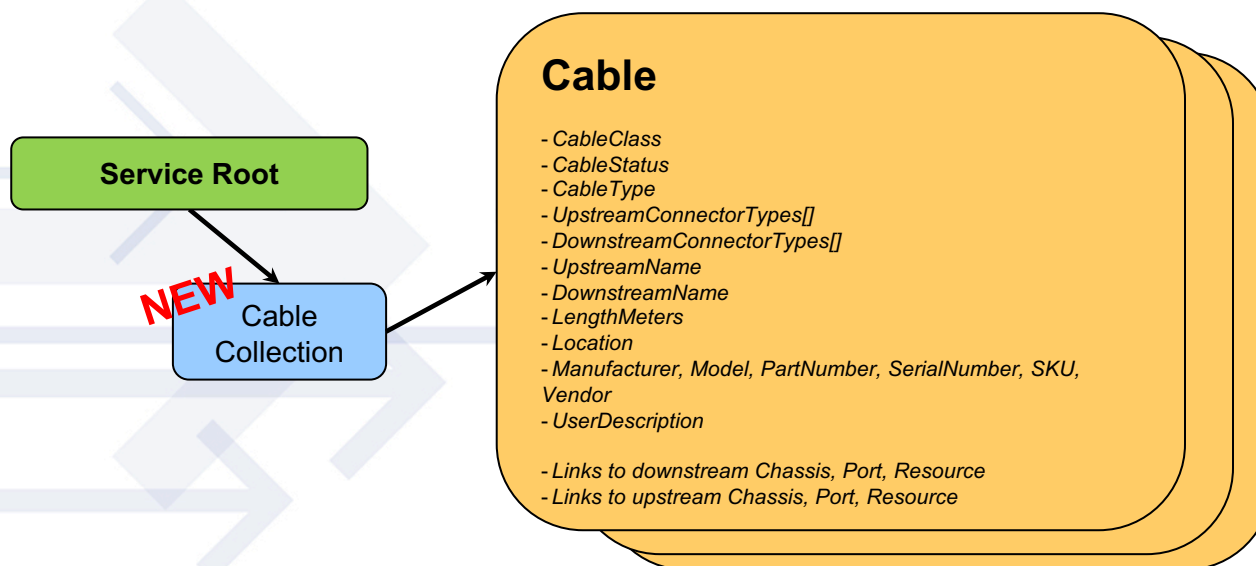 Cable
- CableClass
- CableStatus
- CableType
- UpstreamConnectorTypes[]
- DownstreamConnectorTypes[]
- UpstreamName
- DownstreamName
- LengthMeters
- Location
- Manufacturer, Model, PartNumber, SerialNumber, SKU,
Vendor
- UserDescription
- Links to downstream Chassis, Port, Resource
- Links to upstream Chassis, Port, Resource
Service Root
NEW
Cable
Collection